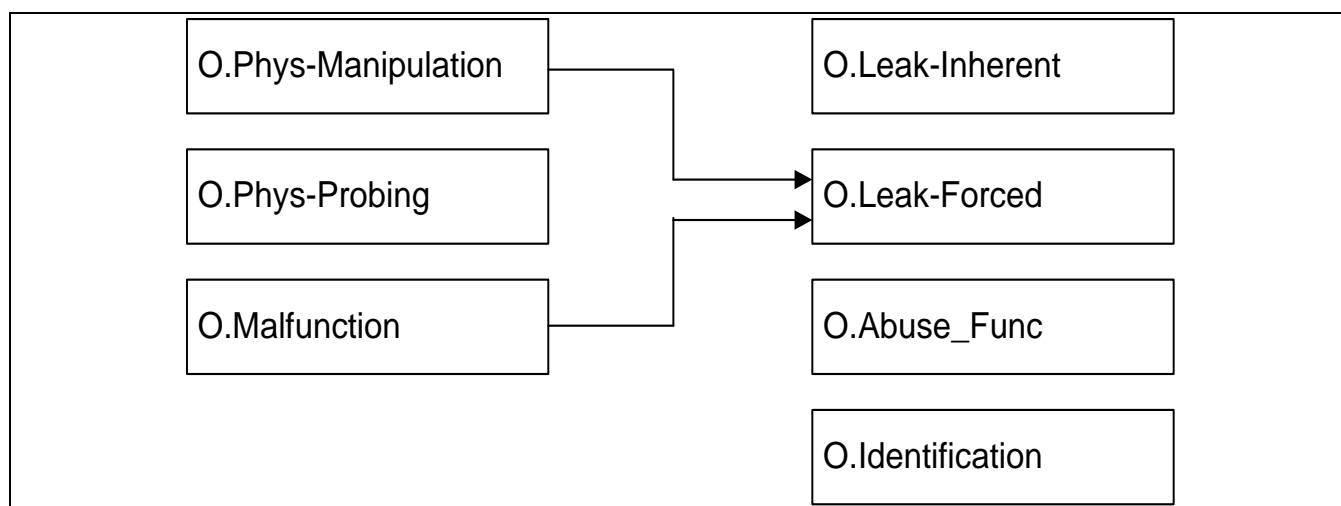 O.Phys-Manipulation
O.Leak-Inherent
O.Phys-Probing
O.Leak-Forced
O.Malfunction
O.Abuse_Func
O.Identification